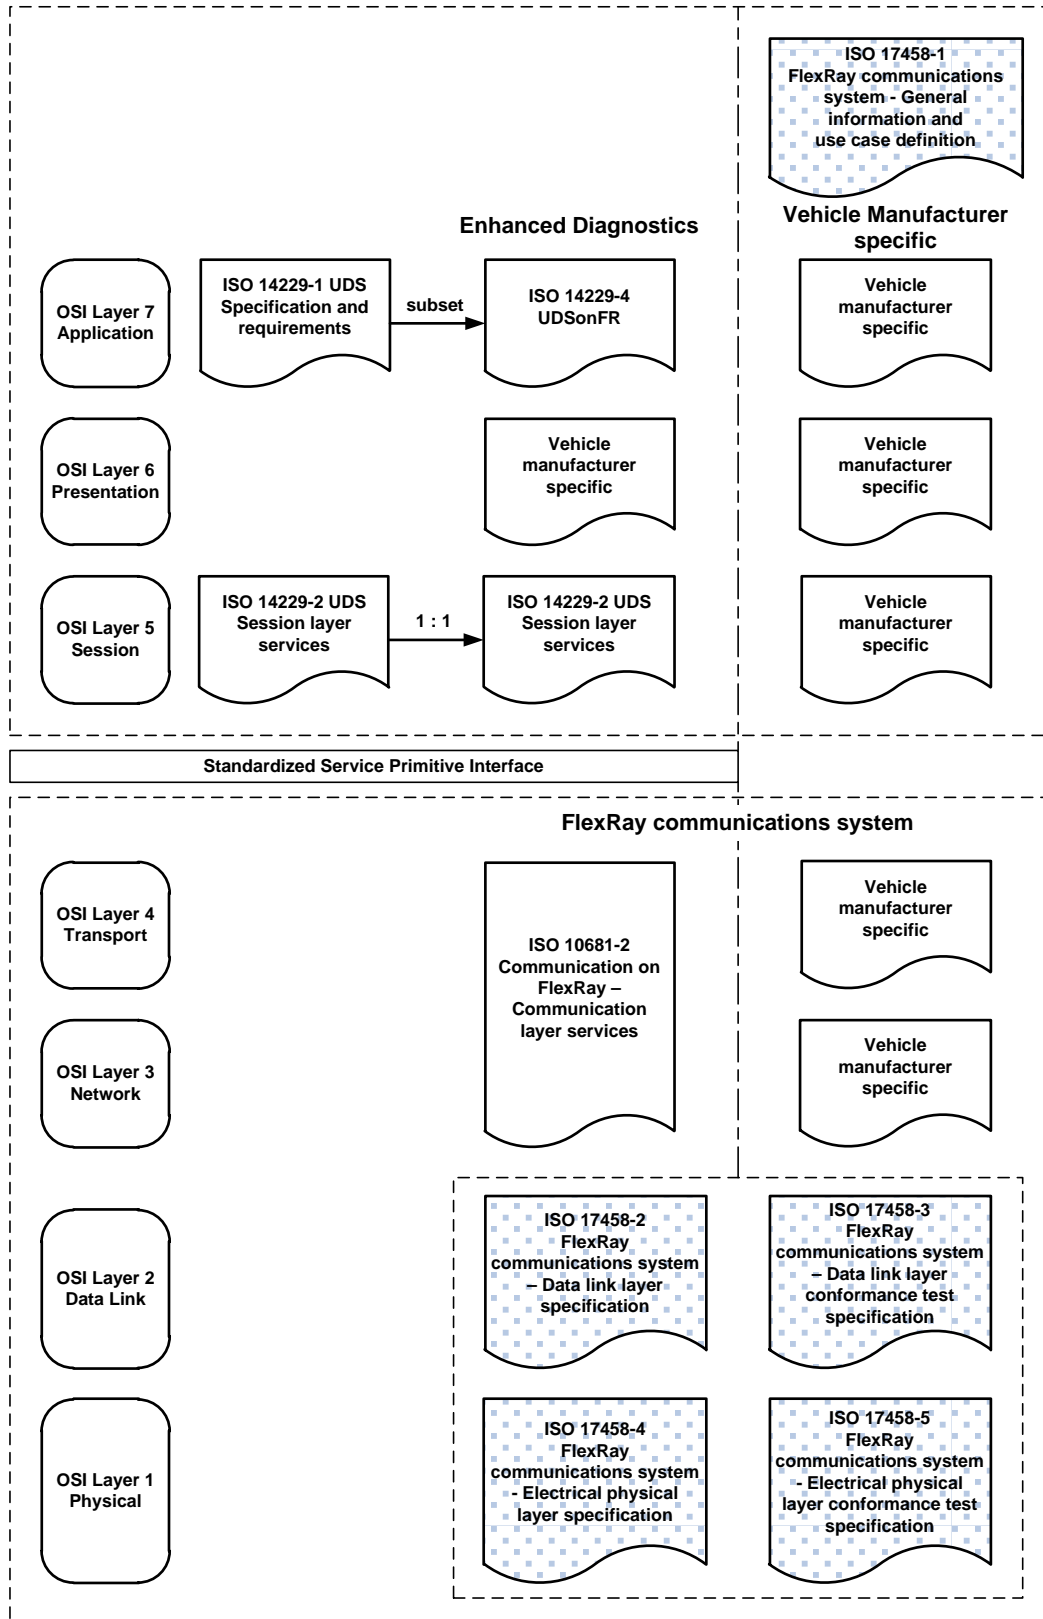 ISO 17458-1
FlexRay communications
system - General
information and
use case definition
Enhanced Diagnostics
Vehicle Manufacturer
specific
OSI Layer 7
Application
ISO 14229-1 UDS
Specification and
requirements
subset
ISO 14229-4
UDSonFR
Vehicle
manufacturer
specific
OSI Layer 6
Presentation
Vehicle
manufacturer
specific
Vehicle
manufacturer
specific
OSI Layer 5
Session
ISO 14229-2 UDS
Session layer
services
1 : 1
ISO 14229-2 UDS
Session layer
services
Vehicle
manufacturer
specific
Standardized Service Primitive Interface
FlexRay communications system
OSI Layer 4
Transport
ISO 10681-2
Communication on
FlexRay –
Communication
layer services
Vehicle
manufacturer
specific
OSI Layer 3
Network
Vehicle
manufacturer
specific
OSI Layer 2
Data Link
ISO 17458-2
FlexRay
communications system
– Data link layer
specification
ISO 17458-3
FlexRay
communications system
– Data link layer
conformance test
specification
OSI Layer 1
Physical
ISO 17458-4
FlexRay
communications system
- Electrical physical
layer specification
ISO 17458-5
FlexRay
communications system
- Electrical physical
layer conformance test
specification